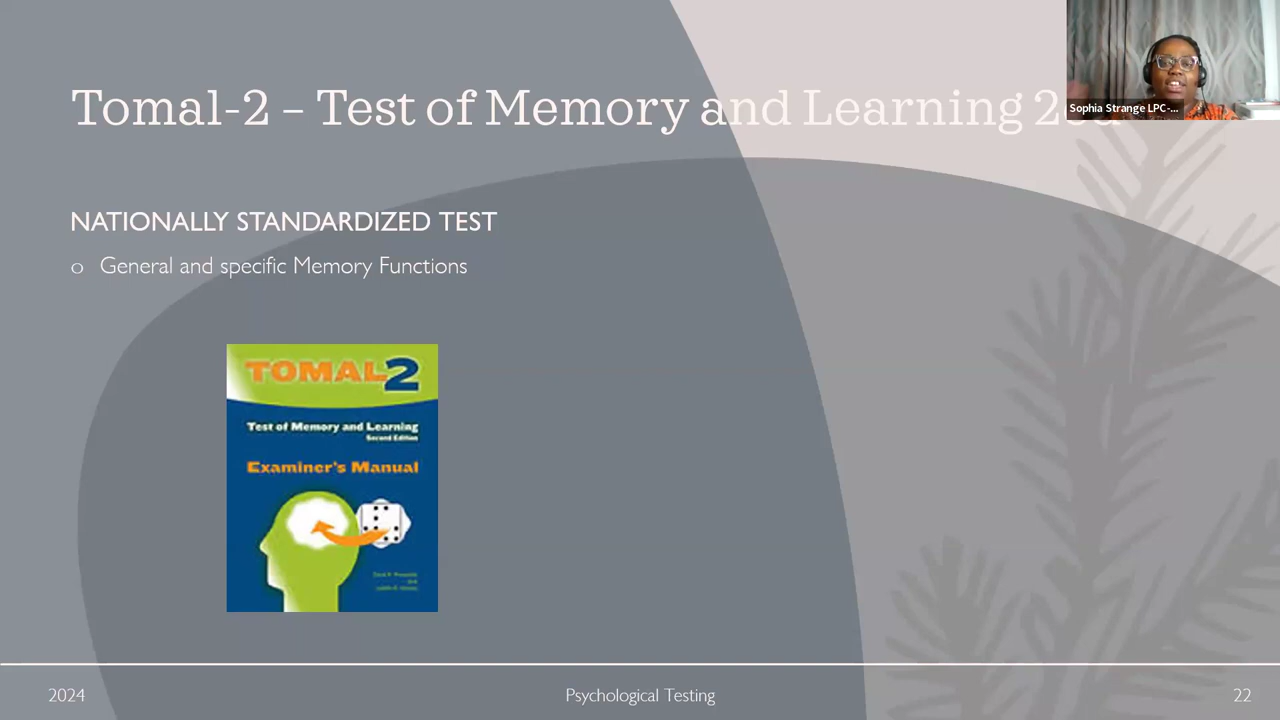 Tomal-2 – Test of Memory and Learning
Sophia Strange LPC-...
NATIONALLY STANDARDIZED TEST
o General and specific Memory Functions
TOMAL2
Test of Memory and Learning
Second Edition
Examiner's Manual
2024
Psychological Testing
22